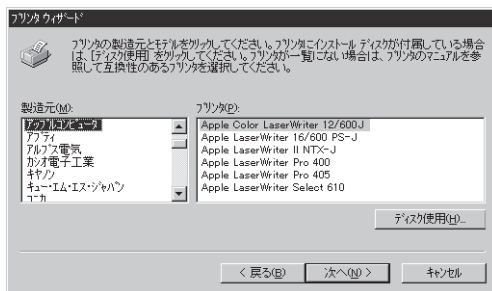 プリンタ ウィザード
プリンタの製造元とモデルをクリックしてください。プリンタにインストール ディスクが付属している場合
は、[ディスク使用] をクリックしてください。プリンタが一覧にない場合は、プリンタのマニュアルを参
照して互換性のあるプリンタを選択してください。
製造元(M):
アップルコンピュータ
アプティ
アルプス電気
カシオ電子工業
キヤノン
キュー・エム・エス・ジャパン
コニカ
プリンタ(P):
Apple Color LaserWriter 12/600J
Apple LaserWriter 16/600 PS-J
Apple LaserWriter II NTX-J
Apple LaserWriter Pro 400
Apple LaserWriter Pro 405
Apple LaserWriter Select 610
ディスク使用(H)...
< 戻る(B)
次へ(N) >
キャンセル